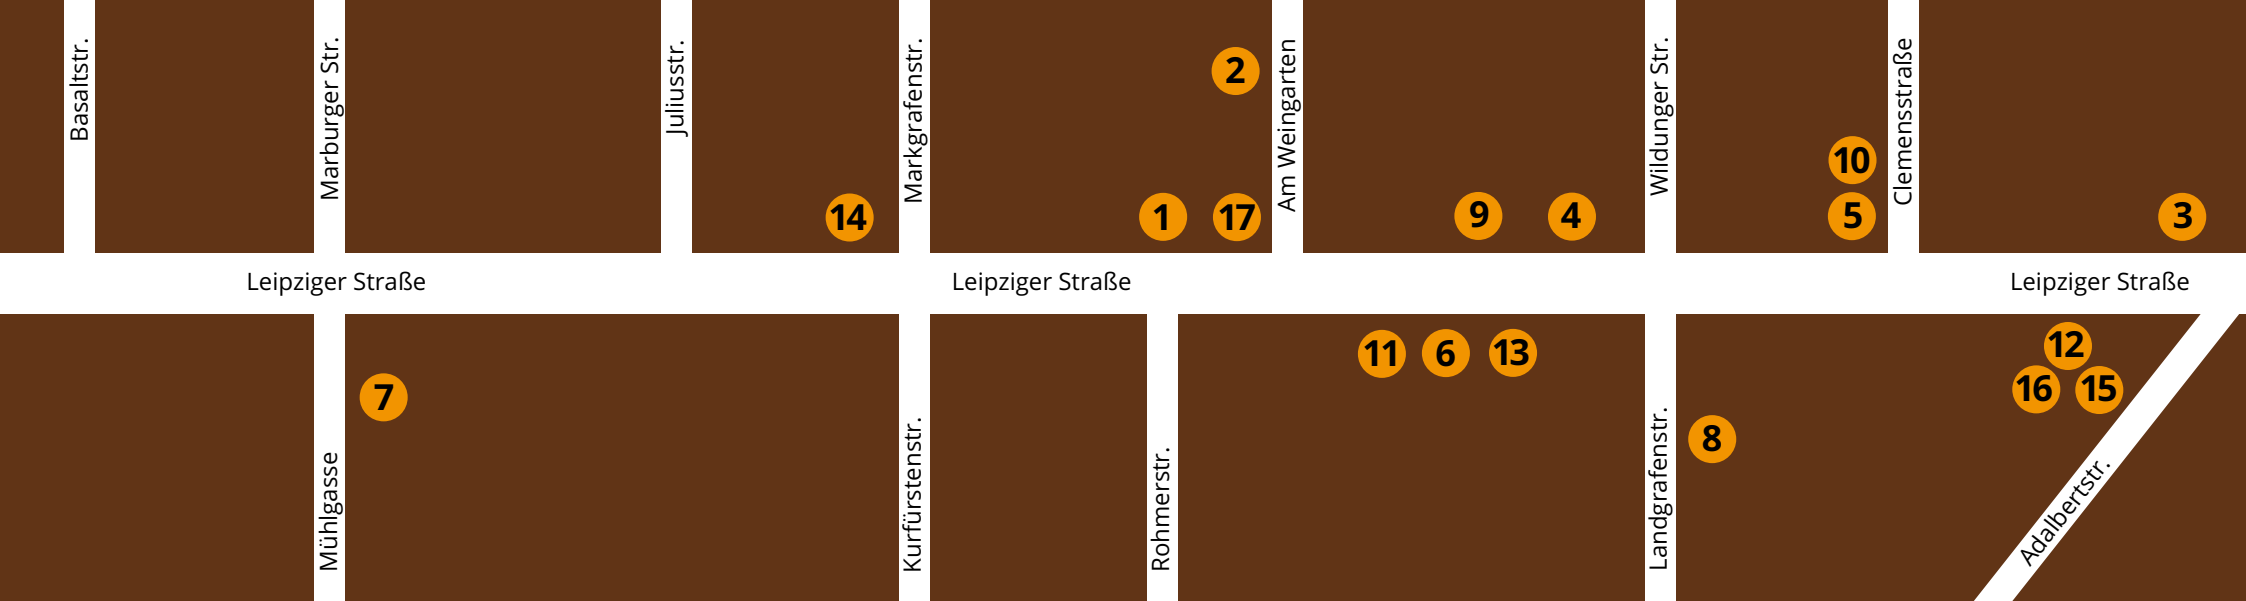 Basaltstr.
Marburger Str.
Juliusstr.
Markgrafenstr.
Am Weingarten
Wildunger Str.
Clemensstraße
2
10
14
1
17
9
4
5
3
Leipziger Straße
Leipziger Straße
Leipziger Straße
7
11
6
13
12
16
15
8
Mühlgasse
Kurfürstenstr.
Rohmerstr.
Landgrafenstr.
Adalbertstr.